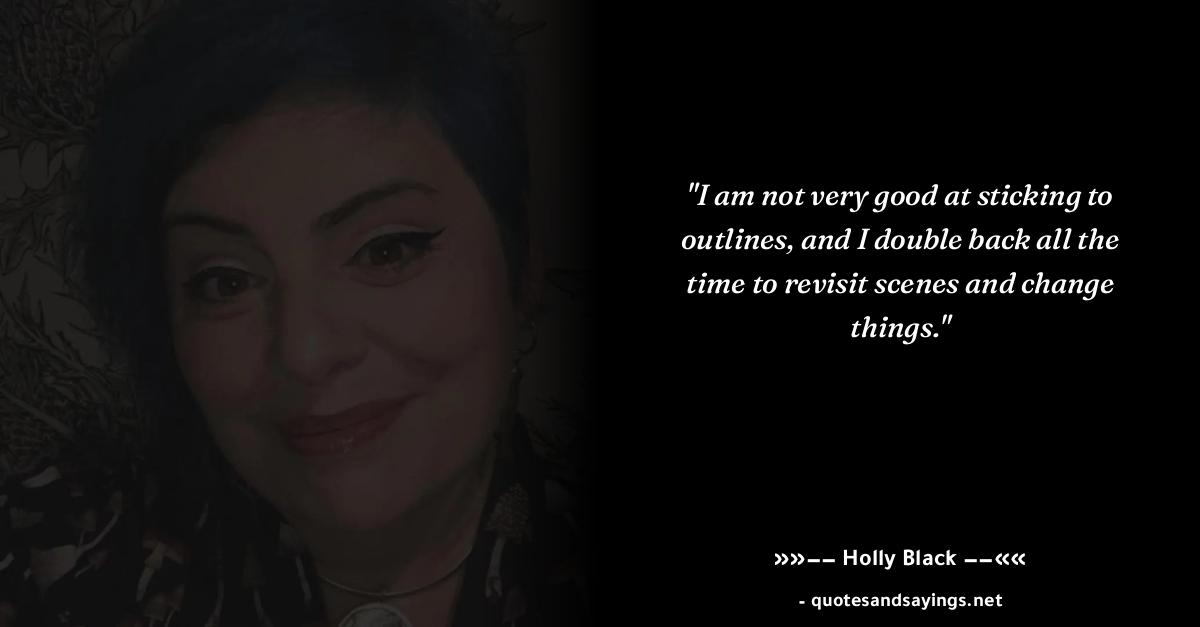 "I am not very good at sticking to
outlines, and I double back all the
time to revisit scenes and change
things."
»»−− Holly Black −−««
- quotesandsayings.net